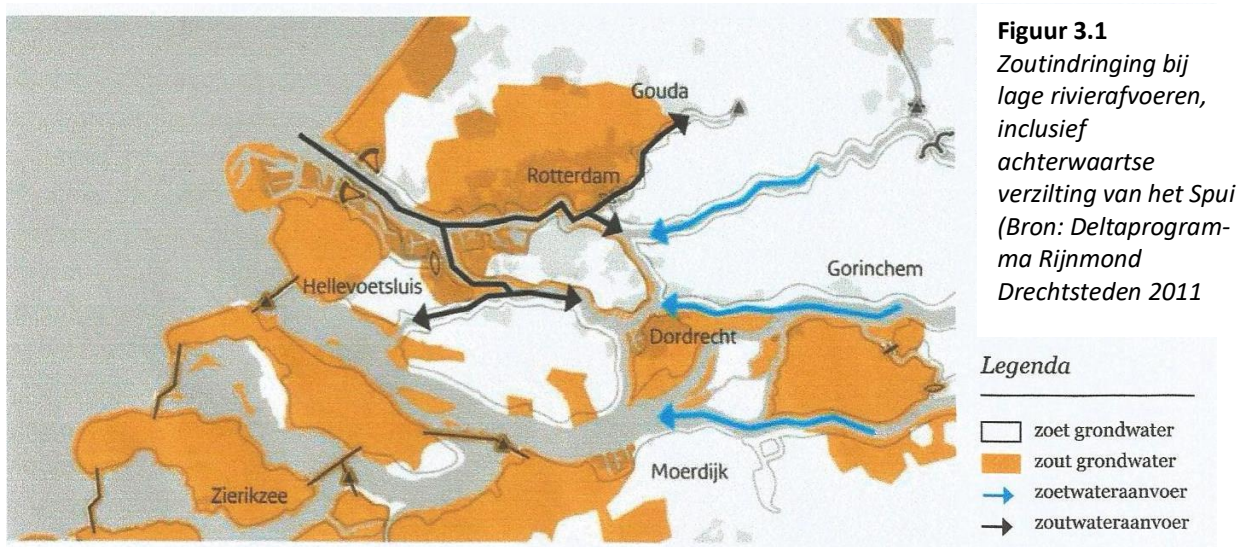 Figuur 3.1
Zoutindringing bij
lage rivierafvoeren,
inclusief
achterwaartse
verzilting van het Spui
(Bron: Deltaprogram-
ma Rijnmond
Drechtsteden 2011
Gouda
Rotterdam
Gorinchem
Hellevoetsluis
Dordrecht
Moerdijk
Zierikzee
Legenda
zoet grondwater
zout grondwater
zoetwateraanvoer
zoutwateraanvoer